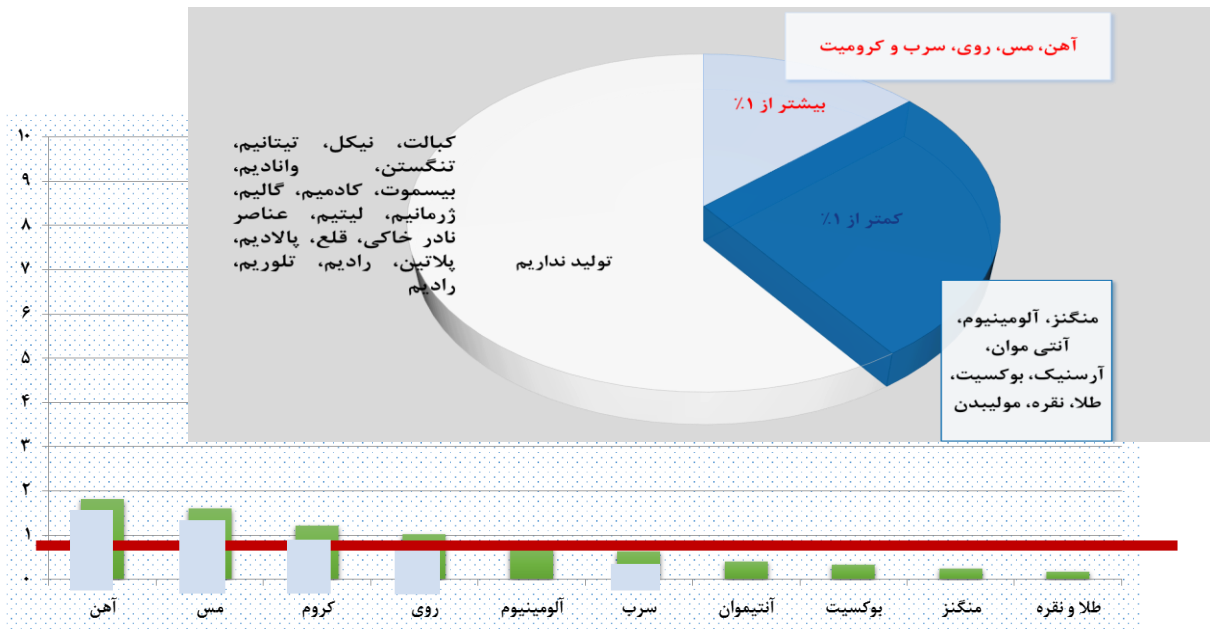 آهن، مس، روی، سرب و کرومیت
بیشتر از ۱٪
کمتر از ۱٪
تولید نداریم
کبالت، نیکل، تیتانیم،
تنگستن، وانادیم،
بیسموت، کادمیم، گالیم،
ژرمانیم، لیتیم، عناصر
نادر خاکی، قلع، پالادیم،
پلاتین، رادیم، تلوریم،
رادیم
منگنز، آلومینیوم،
آنتی موان،
آرسنیک، بوکسیت،
طلا، نقره، مولیبدن
۱۰
۹
۸
۷
۶
۵
۴
۳
۲
۱
۰
آهن
مس
کروم
روی
آلومینیوم
سرب
آنتیموان
بوکسیت
منگنز
طلا و نقره